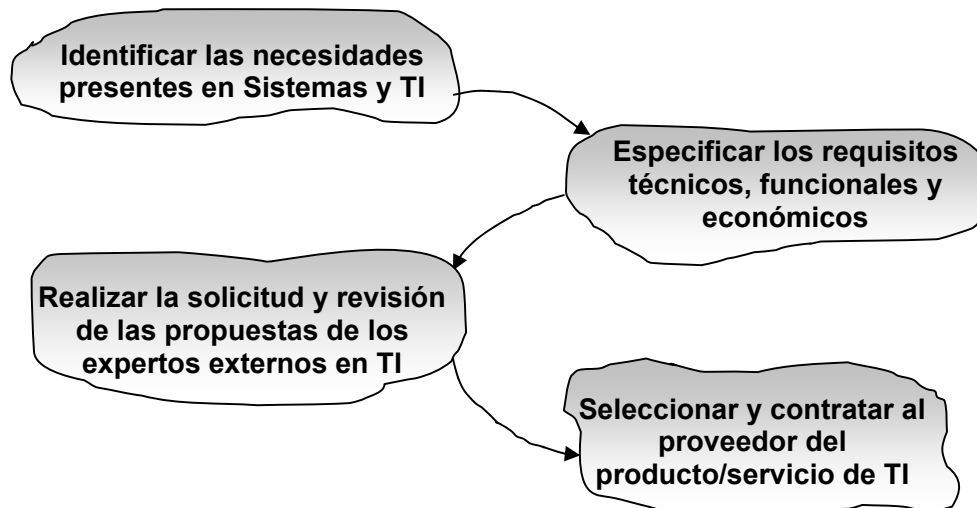 Identificar las necesidades
presentes en Sistemas y TI
Especificar los requisitos
técnicos, funcionales y
económicos
Realizar la solicitud y revisión
de las propuestas de los
expertos externos en TI
Seleccionar y contratar al
proveedor del
producto/servicio de TI